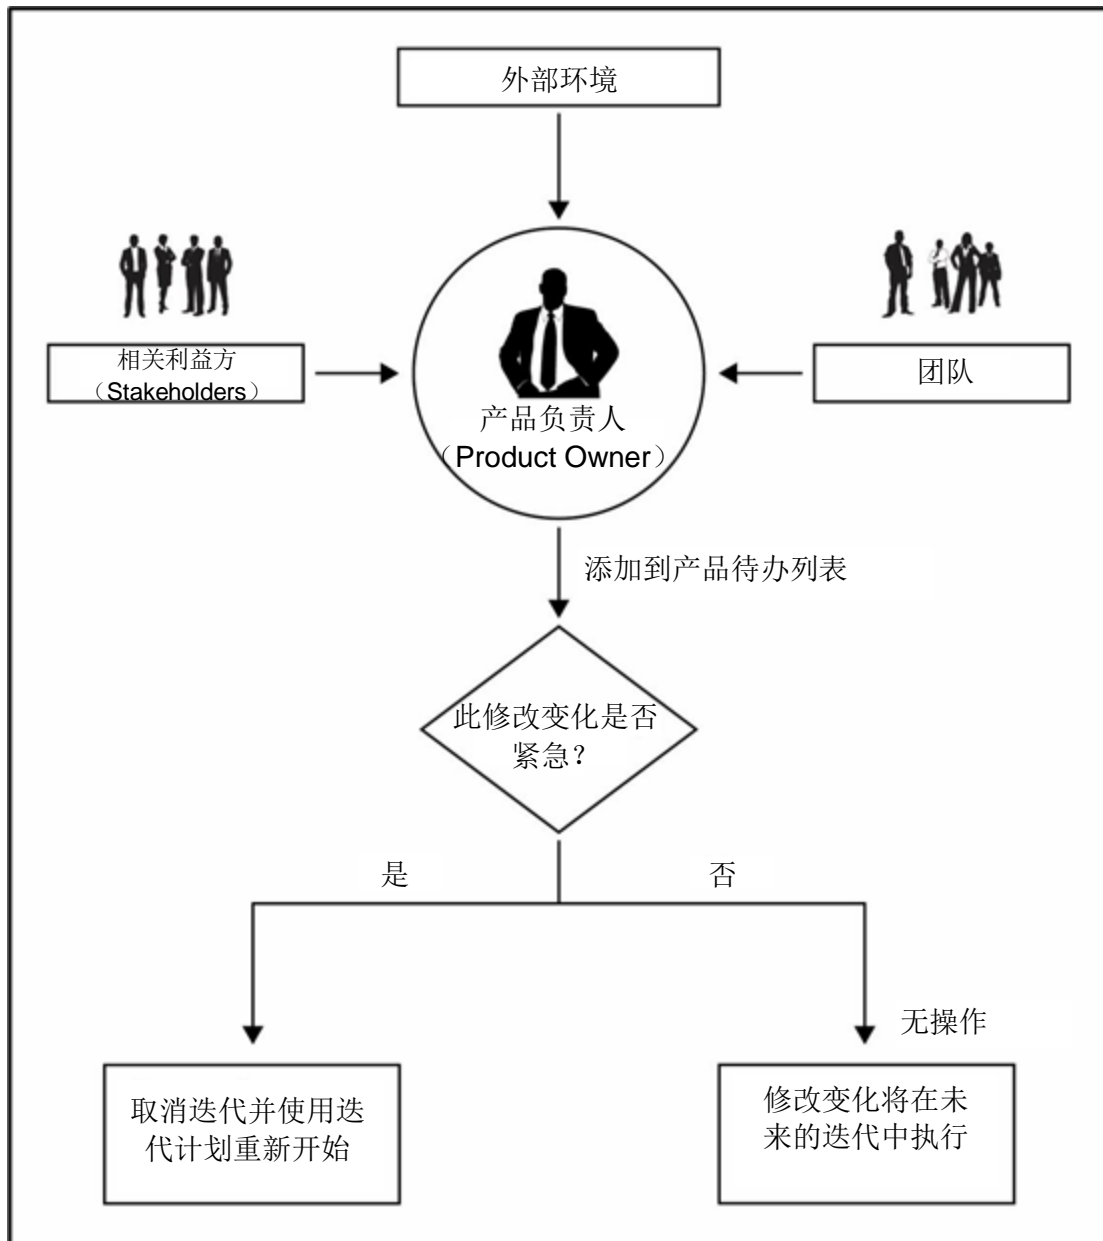 外部环境
相关利益方
（Stakeholders）
团队
产品负责人
（Product Owner）
添加到产品待办列表
此修改变化是否
紧急？
是
否
无操作
取消迭代并使用迭
代计划重新开始
修改变化将在未
来的迭代中执行